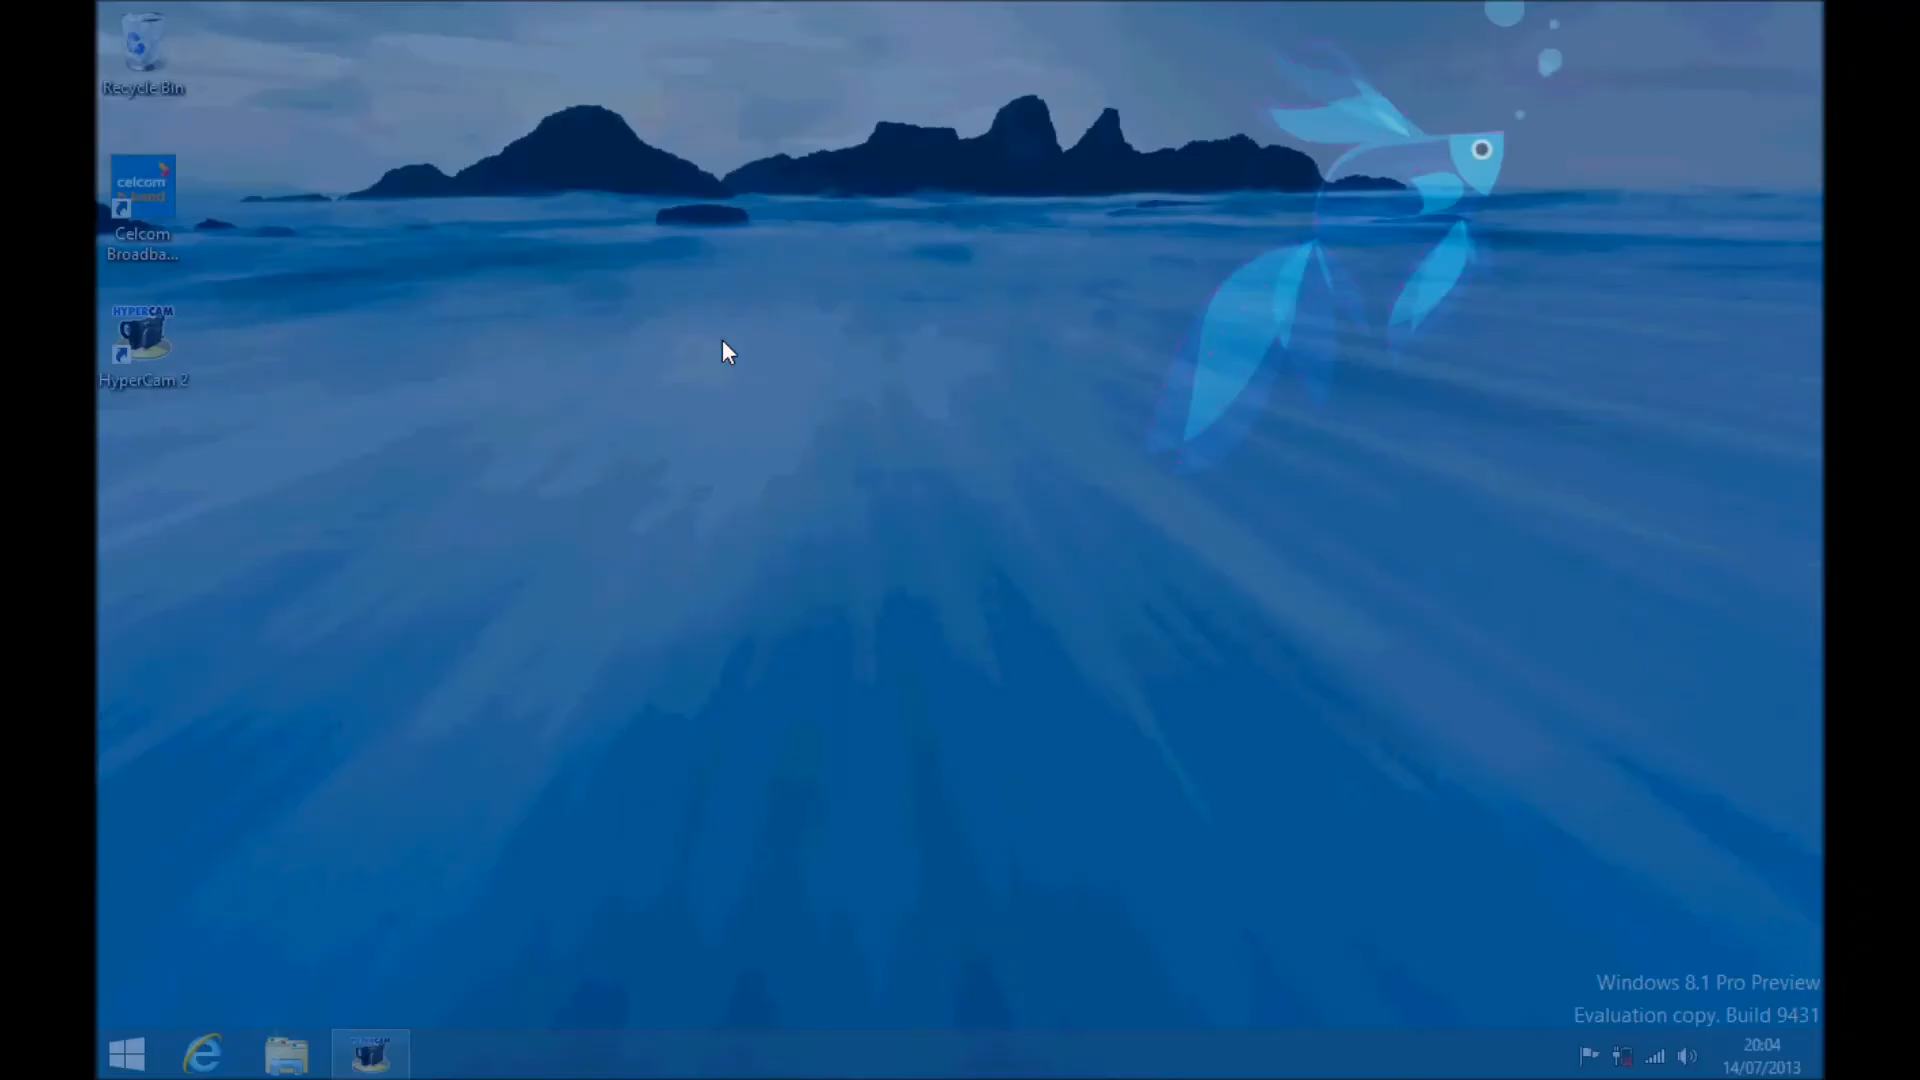 Recycle Bin
celcom
Celcom
Broadba...
HYPERCAM
HyperCam 2
Windows 8.1 Pro Preview
Evaluation copy. Build 9431
20:04
14/07/2013